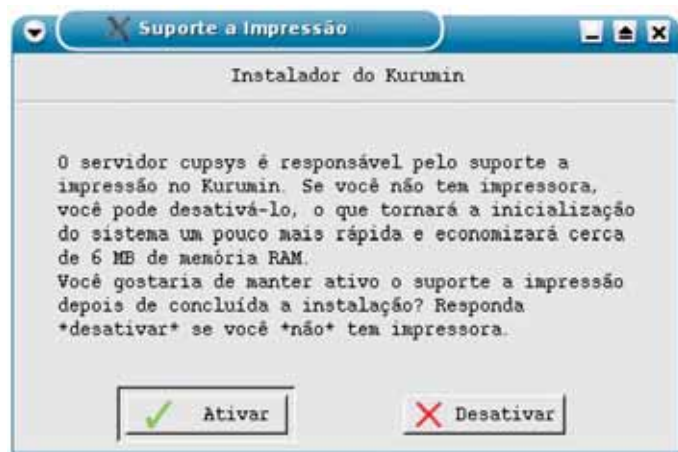 Suporte a Impressão
Instalador do Kurumin
O servidor cupsys é responsável pelo suporte a
impressão no Kurumin. Se você não tem impressora,
você pode desativá-lo, o que tornará a inicialização
do sistema um pouco mais rápida e economizará cerca
de 6 MB de memória RAM.
Você gostaria de manter ativo o suporte a impressão
depois de concluída a instalação? Responda
*desativar* se você *não* tem impressora.
Ativar
Desativar